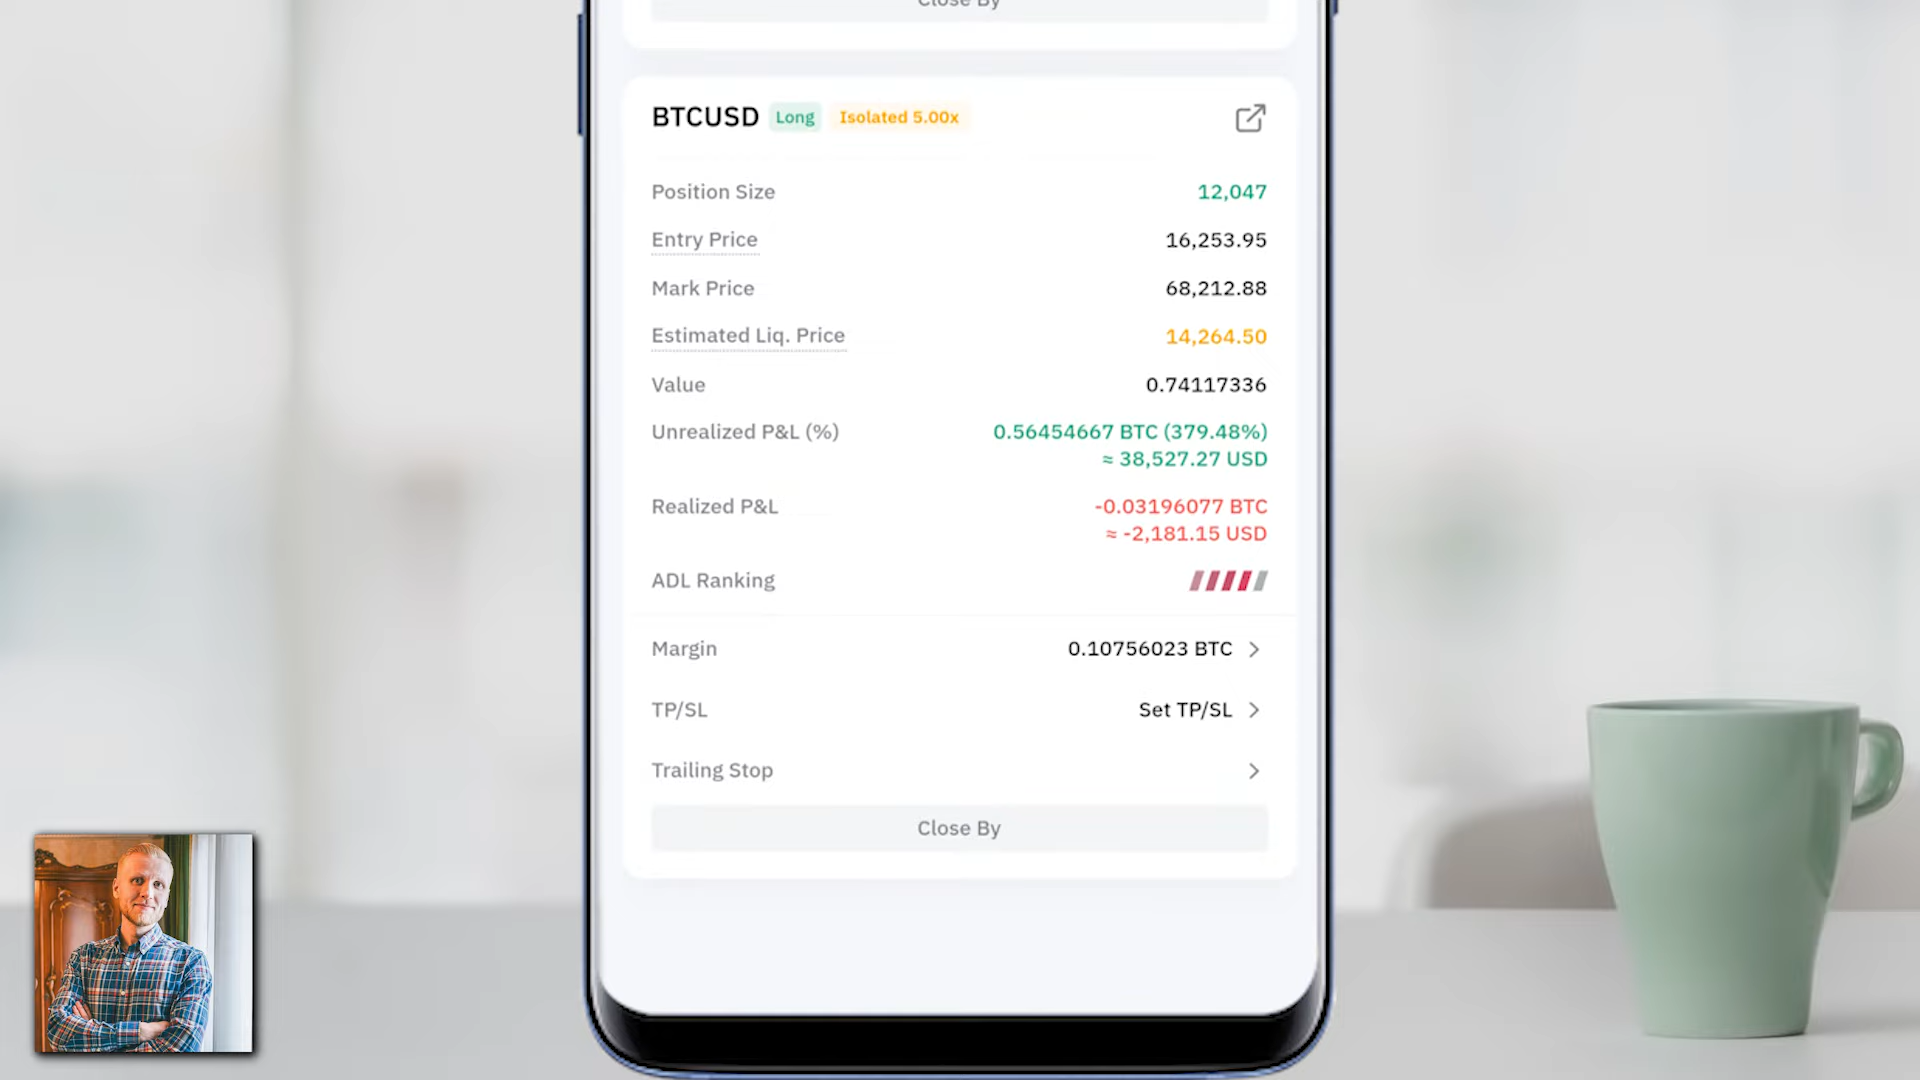 Close By
BTCUSD Long Isolated 5.00x
Position Size 12,047
Entry Price 16,253.95
Mark Price 68,212.88
Estimated Liq. Price 14,264.50
Value 0.74117336
Unrealized P&L (%) 0.56454667 BTC (379.48%)
≈ 38,527.27 USD
Realized P&L -0.03196077 BTC
≈ -2,181.15 USD
ADL Ranking
Margin 0.10756023 BTC
TP/SL Set TP/SL
Trailing Stop
Close By